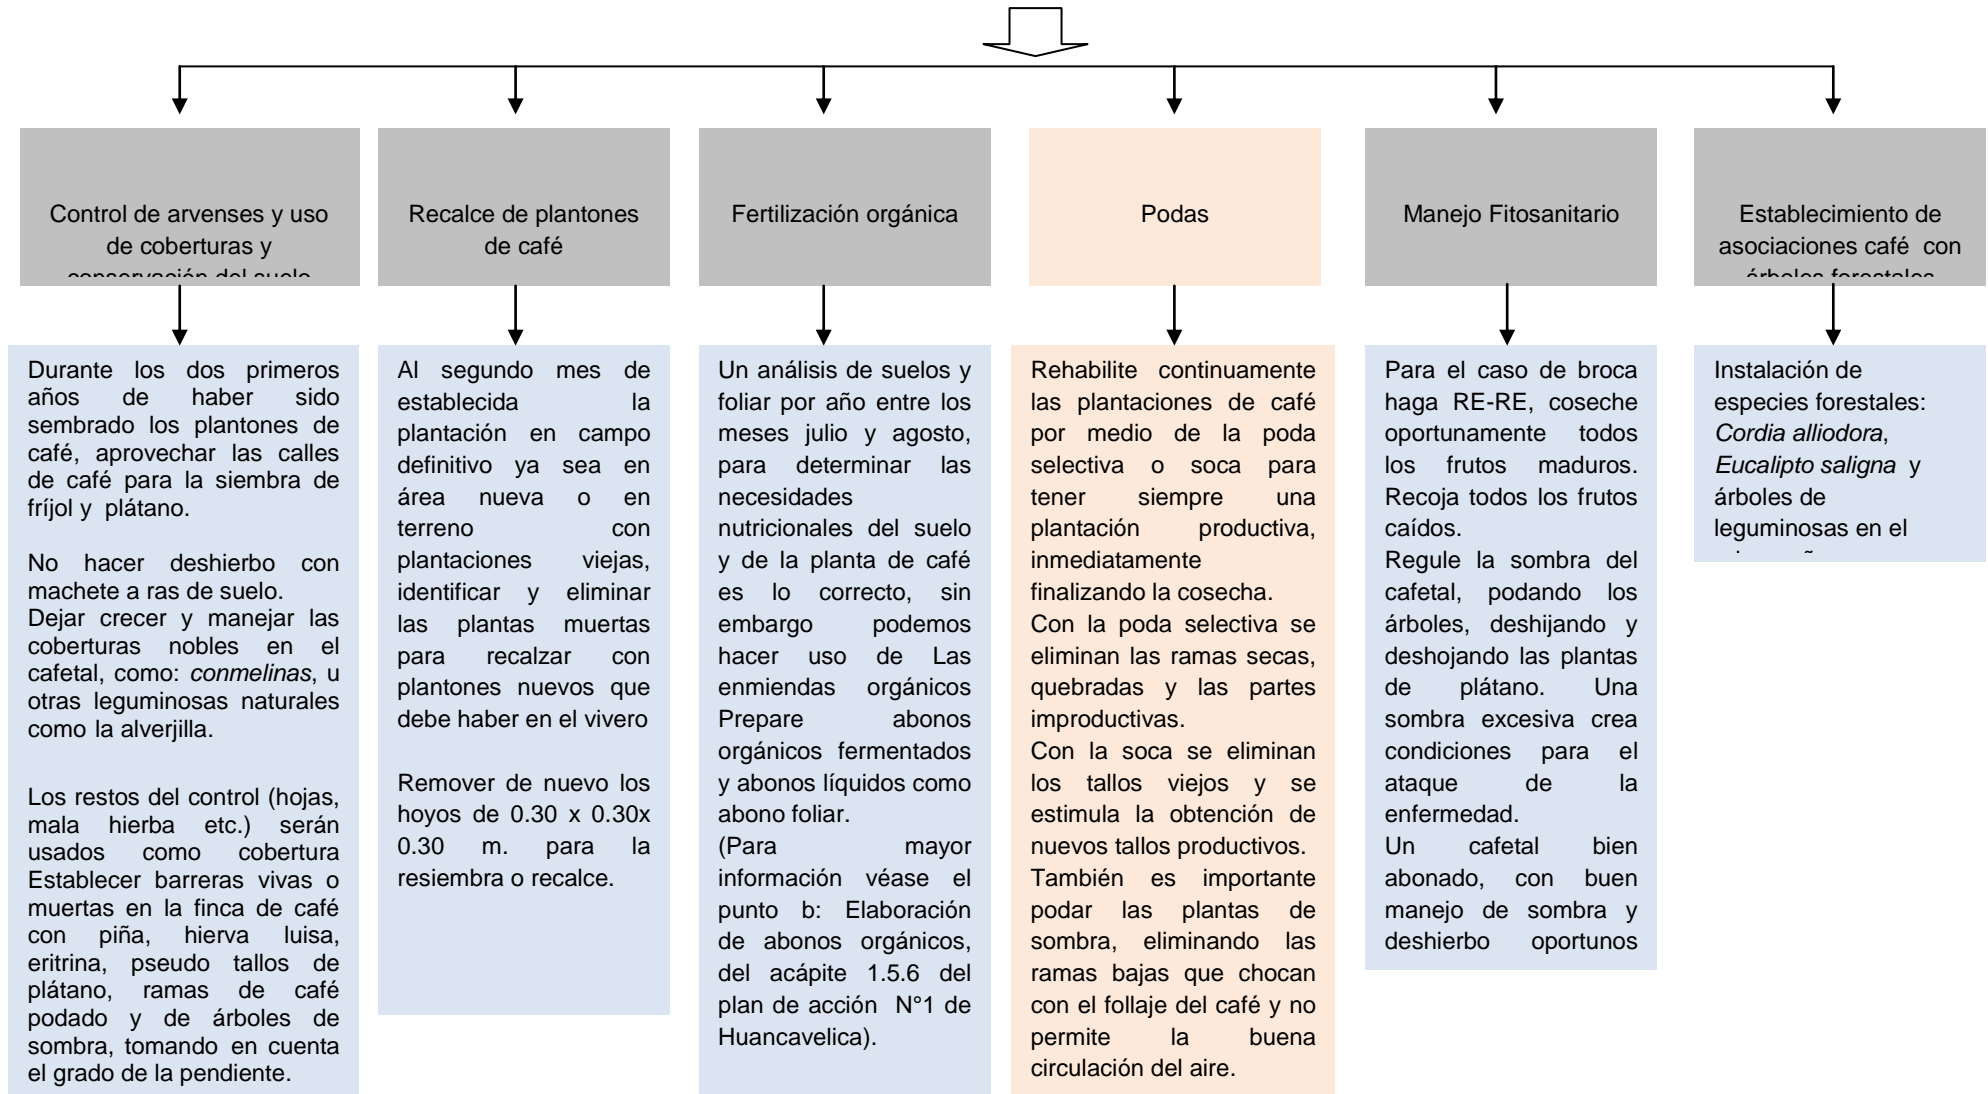 Control de arvenses y uso
de coberturas y
conservación del suelo
Recalce de plantones
de café
Fertilización orgánica
Podas
Manejo Fitosanitario
Establecimiento de
asociaciones café con
árboles forestales
Durante los dos primeros
años de haber sido
sembrado los plantones de
café, aprovechar las calles
de café para la siembra de
fríjol y plátano.
No hacer deshierbo con
machete a ras de suelo.
Dejar crecer y manejar las
coberturas nobles en el
cafetal, como: conmelinas, u
otras leguminosas naturales
como la alverjilla.
Los restos del control (hojas,
mala hierba etc.) serán
usados como cobertura
Establecer barreras vivas o
muertas en la finca de café
con piña, hierva luisa,
eritrina, pseudo tallos de
plátano, ramas de café
podado y de árboles de
sombra, tomando en cuenta
el grado de la pendiente.
Al segundo mes de
establecida la
plantación en campo
definitivo ya sea en
área nueva o en
terreno con
plantaciones viejas,
identificar y eliminar
las plantas muertas
para recalzar con
plantones nuevos que
debe haber en el vivero
Remover de nuevo los
hoyos de 0.30 x 0.30x
0.30 m. para la
resiembra o recalce.
Un análisis de suelos y
foliar por año entre los
meses julio y agosto,
para determinar las
necesidades
nutricionales del suelo
y de la planta de café
es lo correcto, sin
embargo podemos
hacer uso de Las
enmiendas orgánicos
Prepare abonos
orgánicos fermentados
y abonos líquidos como
abono foliar.
(Para mayor
información véase el
punto b: Elaboración
de abonos orgánicos,
del acápite 1.5.6 del
plan de acción N°1 de
Huancavelica).
Rehabilite continuamente
las plantaciones de café
por medio de la poda
selectiva o soca para
tener siempre una
plantación productiva,
inmediatamente
finalizando la cosecha.
Con la poda selectiva se
eliminan las ramas secas,
quebradas y las partes
improductivas.
Con la soca se eliminan
los tallos viejos y se
estimula la obtención de
nuevos tallos productivos.
También es importante
podar las plantas de
sombra, eliminando las
ramas bajas que chocan
con el follaje del café y no
permite la buena
circulación del aire.
Para el caso de broca
haga RE-RE, coseche
oportunamente todos
los frutos maduros.
Recoja todos los frutos
caídos.
Regule la sombra del
cafetal, podando los
árboles, deshijando y
deshojando las plantas
de plátano. Una
sombra excesiva crea
condiciones para el
ataque de la
enfermedad.
Un cafetal bien
abonado, con buen
manejo de sombra y
deshierbo oportunos
Instalación de
especies forestales:
Cordia alliodora,
Eucalipto saligna y
árboles de
leguminosas en el